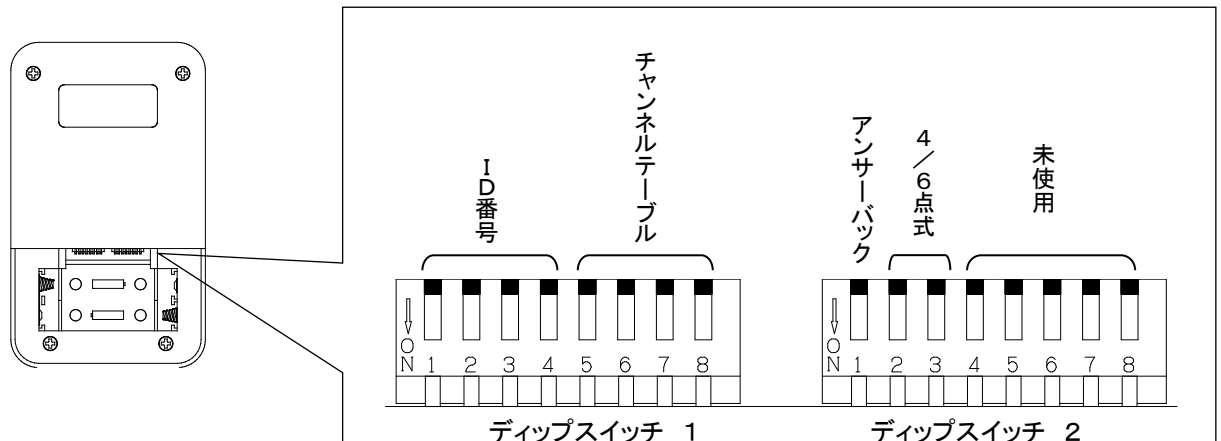 ID番号
チャンネルテーブル
アンサーバック
4/6点式
未使用
ON 1 2 3 4 5 6 7 8
ON 1 2 3 4 5 6 7 8
ディップスイッチ 1
ディップスイッチ 2